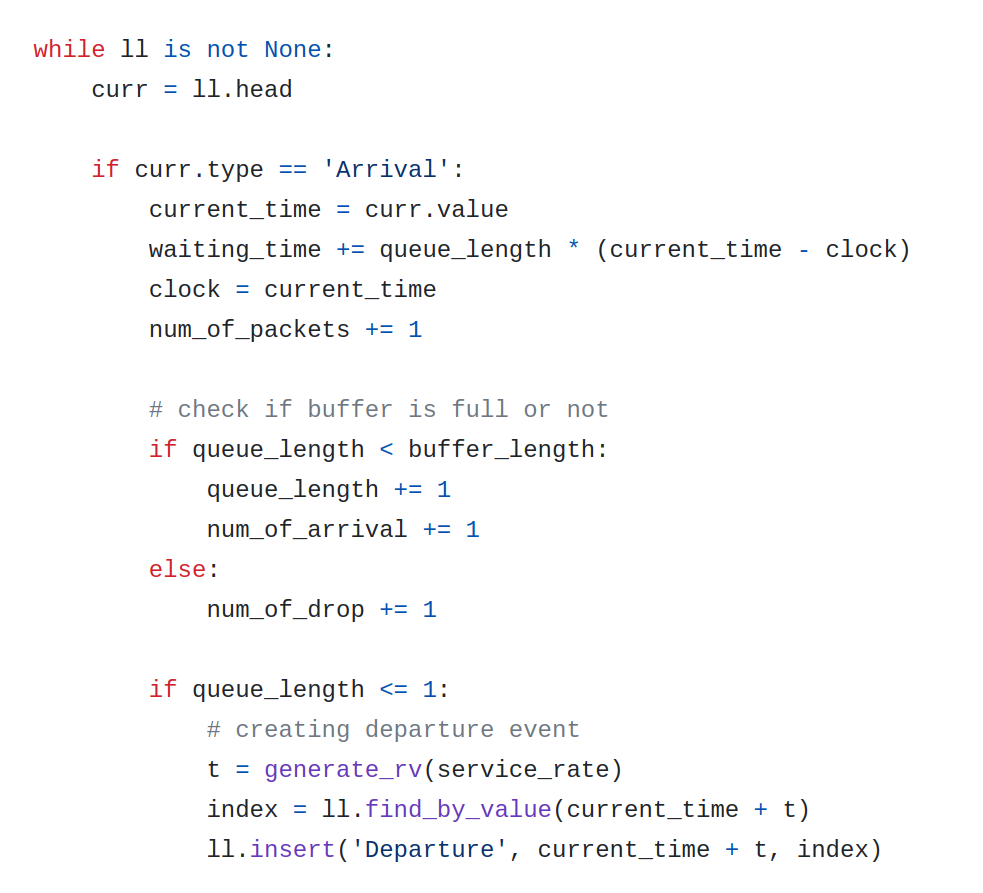 while ll is not None:
    curr = ll.head

    if curr.type == 'Arrival':
        current_time = curr.value
        waiting_time += queue_length * (current_time - clock)
        clock = current_time
        num_of_packets += 1

        # check if buffer is full or not
        if queue_length < buffer_length:
            queue_length += 1
            num_of_arrival += 1
        else:
            num_of_drop += 1

        if queue_length <= 1:
            # creating departure event
            t = generate_rv(service_rate)
            index = ll.find_by_value(current_time + t)
            ll.insert('Departure', current_time + t, index)